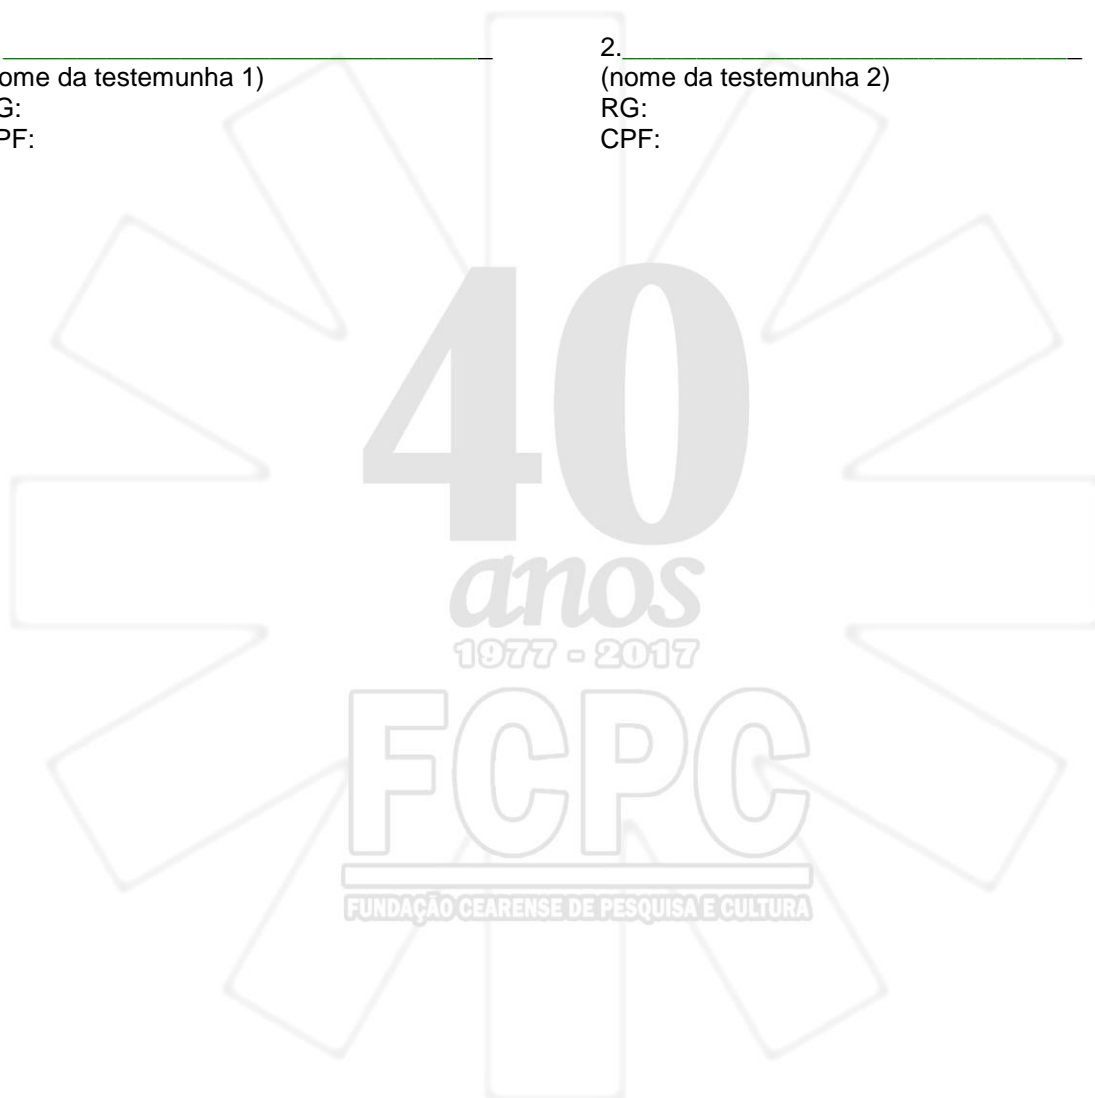 _________________________________
ome da testemunha 1)
G:
PF:
2._______________________________
(nome da testemunha 2)
RG:
CPF:
40
anos
1977 - 2017
FCPC
FUNDAÇÃO CEARENSE DE PESQUISA E CULTURA